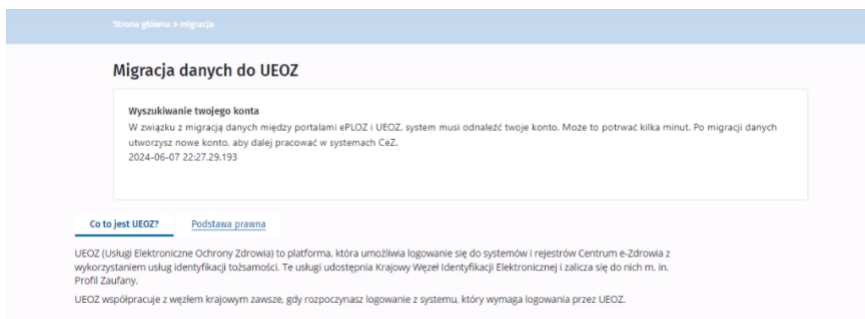 Strona główna > migracja
Migracja danych do UEOZ
Wyszukiwanie twojego konta
W związku z migracją danych między portalami ePLOZ i UEOZ, system musi odnaleźć twoje konto. Może to potrwać kilka minut. Po migracji danych
utworzysz nowe konto, aby dalej pracować w systemach CeZ.
2024-06-07 22:27.29.193
Co to jest UEOZ? Podstawa prawna
UEOZ (Usługi Elektroniczne Ochrony Zdrowia) to platforma, która umożliwia logowanie się do systemów i rejestrów Centrum e-Zdrowia z
wykorzystaniem usług identyfikacji tożsamości. Te usługi udostępnia Krajowy Węzeł Identyfikacji Elektronicznej i zalicza się do nich m. in.
Profil Zaufany.
UEOZ współpracuje z węzłem krajowym zawsze, gdy rozpoczynasz logowanie z systemu, który wymaga logowania przez UEOZ.